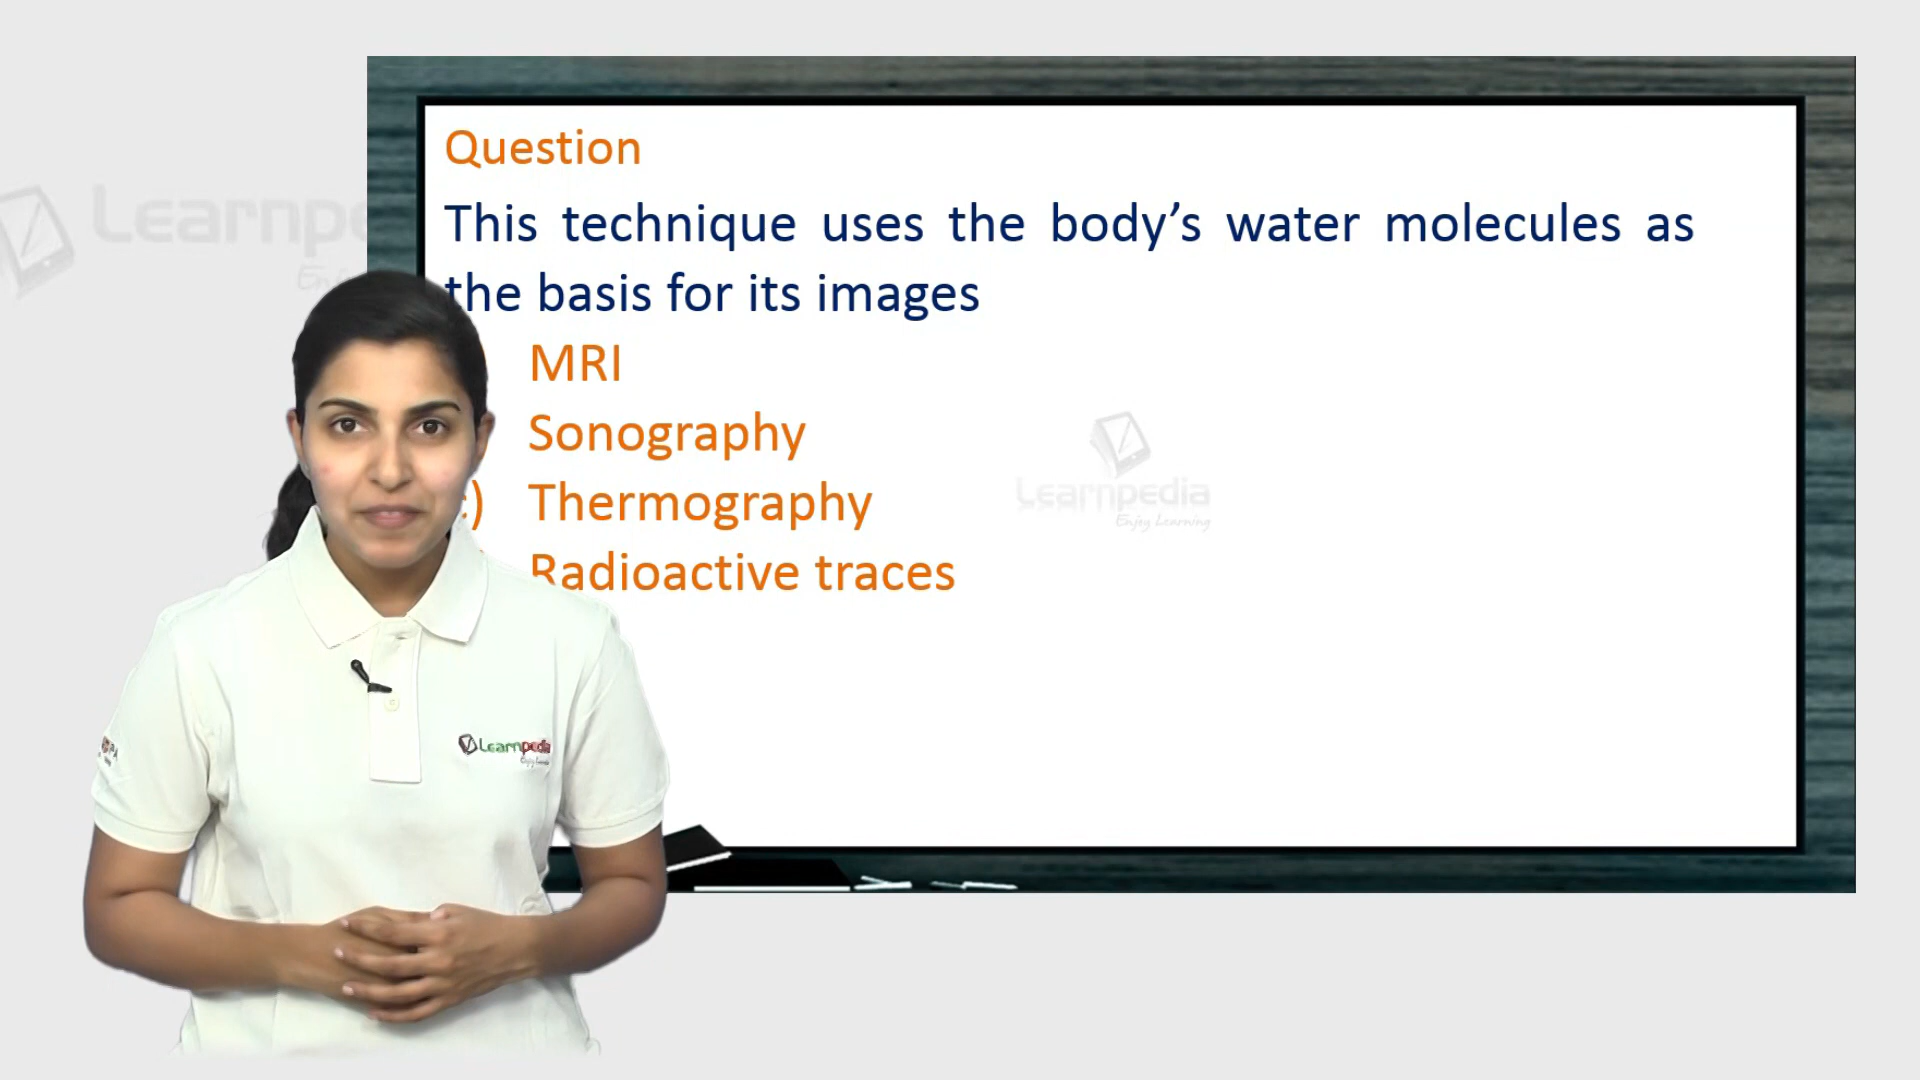 Question
This technique uses the body's water molecules as
the basis for its images
MRI
Sonography
c) Thermography
Radioactive traces
Learnpedia
Enjoy Learning
Learnpedia